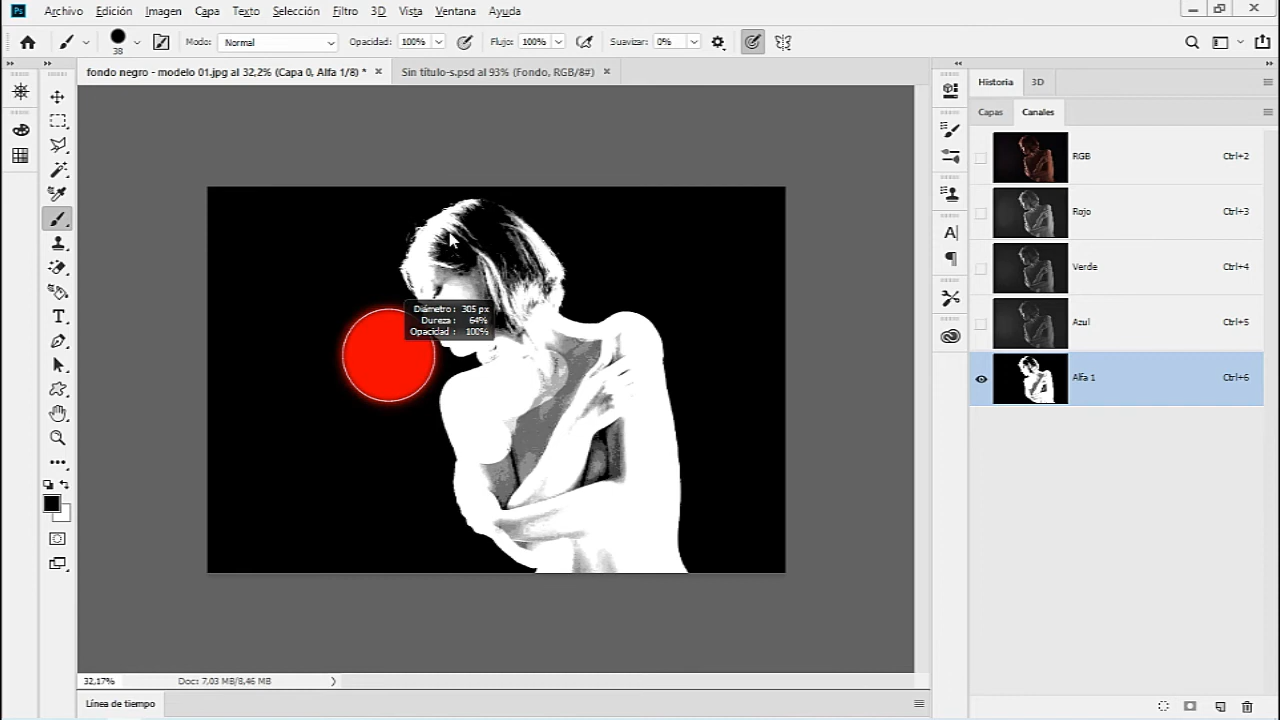 Ps Archivo Edición Imagen Capa Texto Selección Filtro 3D Vista Ventana Ayuda
38 Modo: Normal Opacidad: 100% Flujo: 100% Suavizar: 0%
fondo negro - modelo 01.jpg al 32,2% (Capa 0, Alfa 1/8) * Sin título-s.psd al 93% (Fondo, RGB/8#)
Historia 3D
Capas Canales
RGB Ctrl+2
Rojo Ctrl+3
Verde Ctrl+4
Azul Ctrl+5
Alfa 1 Ctrl+6
Diámetro: 305 px
Dureza: 64%
Opacidad: 100%
32,17% Doc: 7,03 MB/8,46 MB
Línea de tiempo